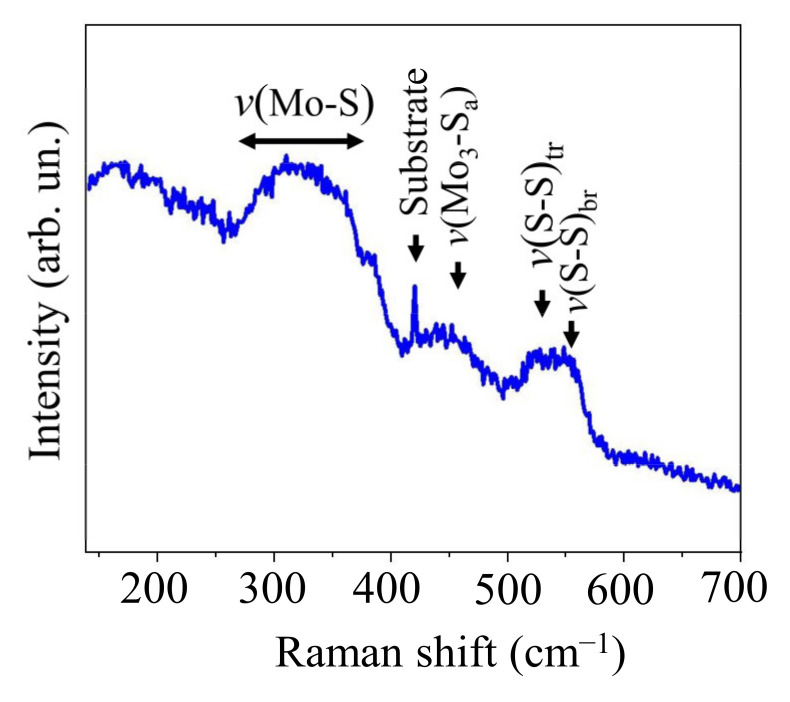 ν(Mo-S)
Substrate
ν(Mo₃-Sₐ)
ν(S-S)tr
ν(S-S)br
Intensity (arb. un.)
200 300 400 500 600 700
Raman shift (cm⁻¹)